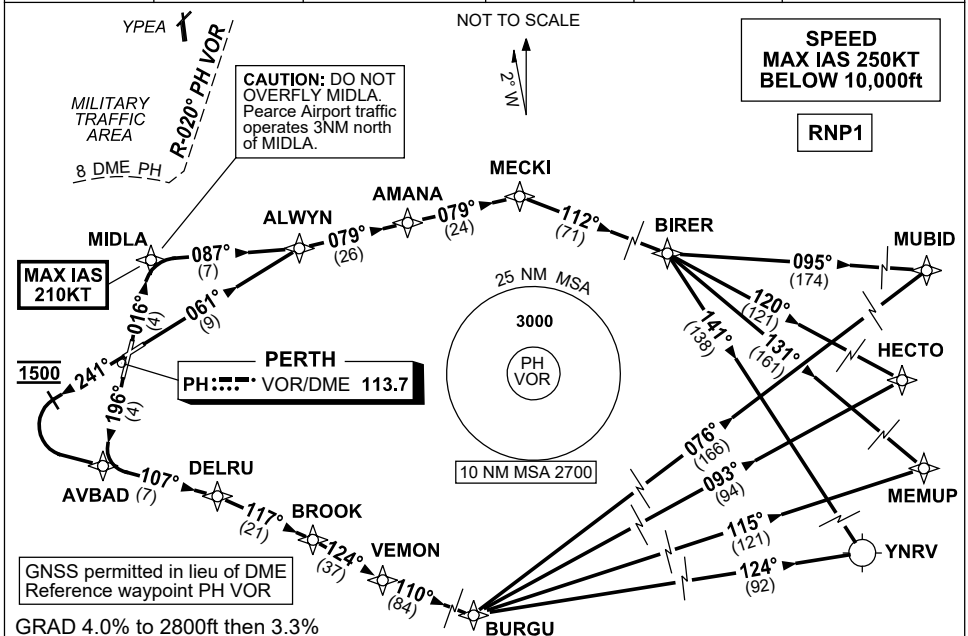 YPEA
R-020° PH VOR
MILITARY
TRAFFIC
AREA
8 DME PH
CAUTION: DO NOT
OVERFLY MIDLA.
Pearce Airport traffic
operates 3NM north
of MIDLA.
NOT TO SCALE
2° W
SPEED
MAX IAS 250KT
BELOW 10,000ft
RNP1
MIDLA
MAX IAS
210KT
087°
(7)
ALWYN
079°
(26)
AMANA
079°
(24)
MECKI
112°
(71)
BIRER
095°
(174)
MUBID
120°
(121)
HECTO
131°
(161)
141°
(138)
016°
(4)
061°
(9)
1500
241°
196°
(4)
PERTH
PH VOR/DME 113.7
25 NM MSA
3000
PH
VOR
10 NM MSA 2700
AVBAD
107°
(7)
DELRU
117°
(21)
BROOK
124°
(37)
VEMON
110°
(84)
BURGU
076°
(166)
093°
(94)
115°
(121)
MEMUP
124°
(92)
YNRV
GNSS permitted in lieu of DME
Reference waypoint PH VOR
GRAD 4.0% to 2800ft then 3.3%